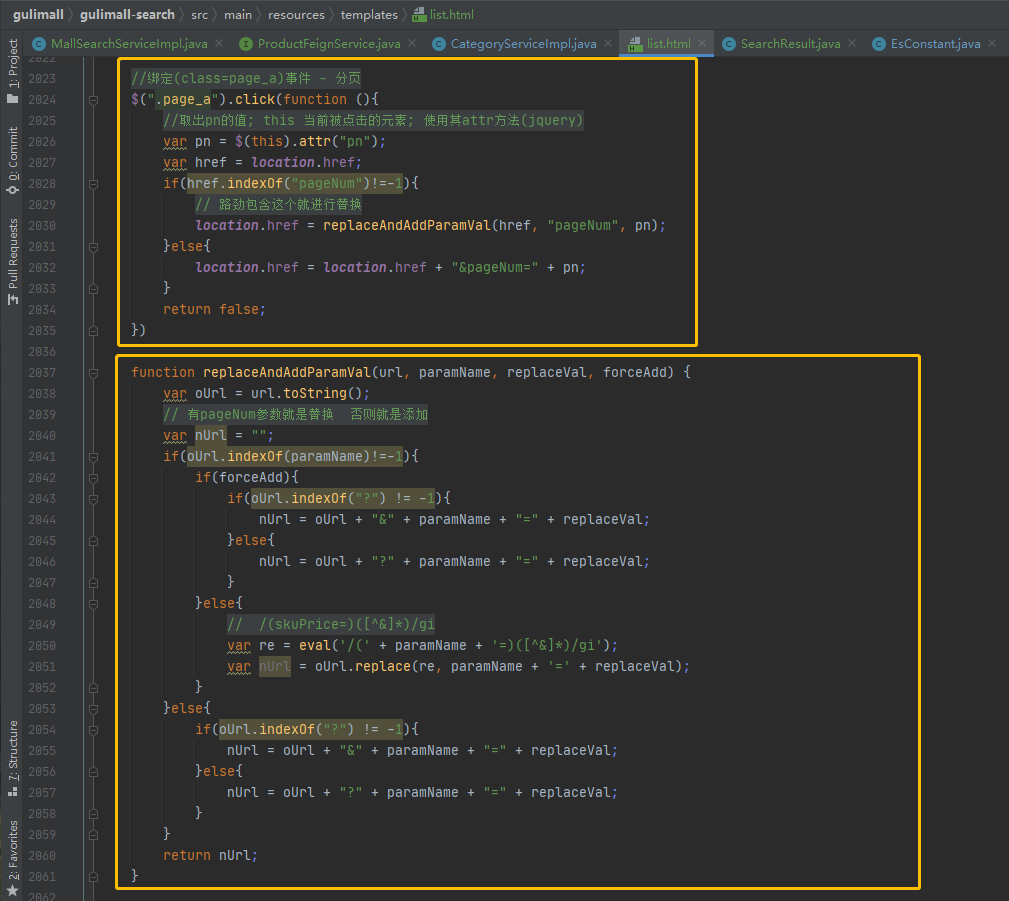 gulimall 〉 gulimall-search 〉 src 〉 main 〉 resources 〉 templates 〉 list.html
MallSearchServiceImpl.java × ProductFeignService.java × CategoryServiceImpl.java × list.html × SearchResult.java × EsConstant.java ×
1: Project
0: Commit
Pull Requests
7: Structure
2: Favorites
2022
2023 //绑定(class=page_a)事件 - 分页
2024 $(".page_a").click(function (){
2025 //取出pn的值; this 当前被点击的元素; 使用其attr方法(jquery)
2026 var pn = $(this).attr("pn");
2027 var href = location.href;
2028 if(href.indexOf("pageNum")!=-1){
2029 // 路劲包含这个就进行替换
2030 location.href = replaceAndAddParamVal(href, "pageNum", pn);
2031 }else{
2032 location.href = location.href + "&pageNum=" + pn;
2033 }
2034 return false;
2035 })
2036
2037 function replaceAndAddParamVal(url, paramName, replaceVal, forceAdd) {
2038 var oUrl = url.toString();
2039 // 有pageNum参数就是替换 否则就是添加
2040 var nUrl = "";
2041 if(oUrl.indexOf(paramName)!=-1){
2042 if(forceAdd){
2043 if(oUrl.indexOf("?") != -1){
2044 nUrl = oUrl + "&" + paramName + "=" + replaceVal;
2045 }else{
2046 nUrl = oUrl + "?" + paramName + "=" + replaceVal;
2047 }
2048 }else{
2049 // /(skuPrice=)([^&]*)/gi
2050 var re = eval('/(' + paramName + '=)([^&]*)/gi');
2051 var nUrl = oUrl.replace(re, paramName + '=' + replaceVal);
2052 }
2053 }else{
2054 if(oUrl.indexOf("?") != -1){
2055 nUrl = oUrl + "&" + paramName + "=" + replaceVal;
2056 }else{
2057 nUrl = oUrl + "?" + paramName + "=" + replaceVal;
2058 }
2059 }
2060 return nUrl;
2061 }
2062